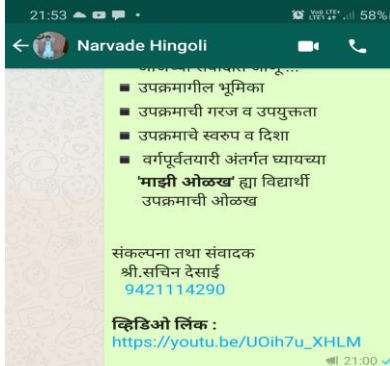 21:53
58%
Narvade Hingoli
उपक्रमागील भूमिका
उपक्रमाची गरज व उपयुक्तता
उपक्रमाचे स्वरुप व दिशा
वर्गपूर्वतयारी अंतर्गत घ्यायच्या
'माझी ओळख' ह्या विद्यार्थी
उपक्रमाची ओळख
संकल्पना तथा संवादक
श्री.सचिन देसाई
9421114290
व्हिडिओ लिंक :
https://youtu.be/UOih7u_XHLM
21:00